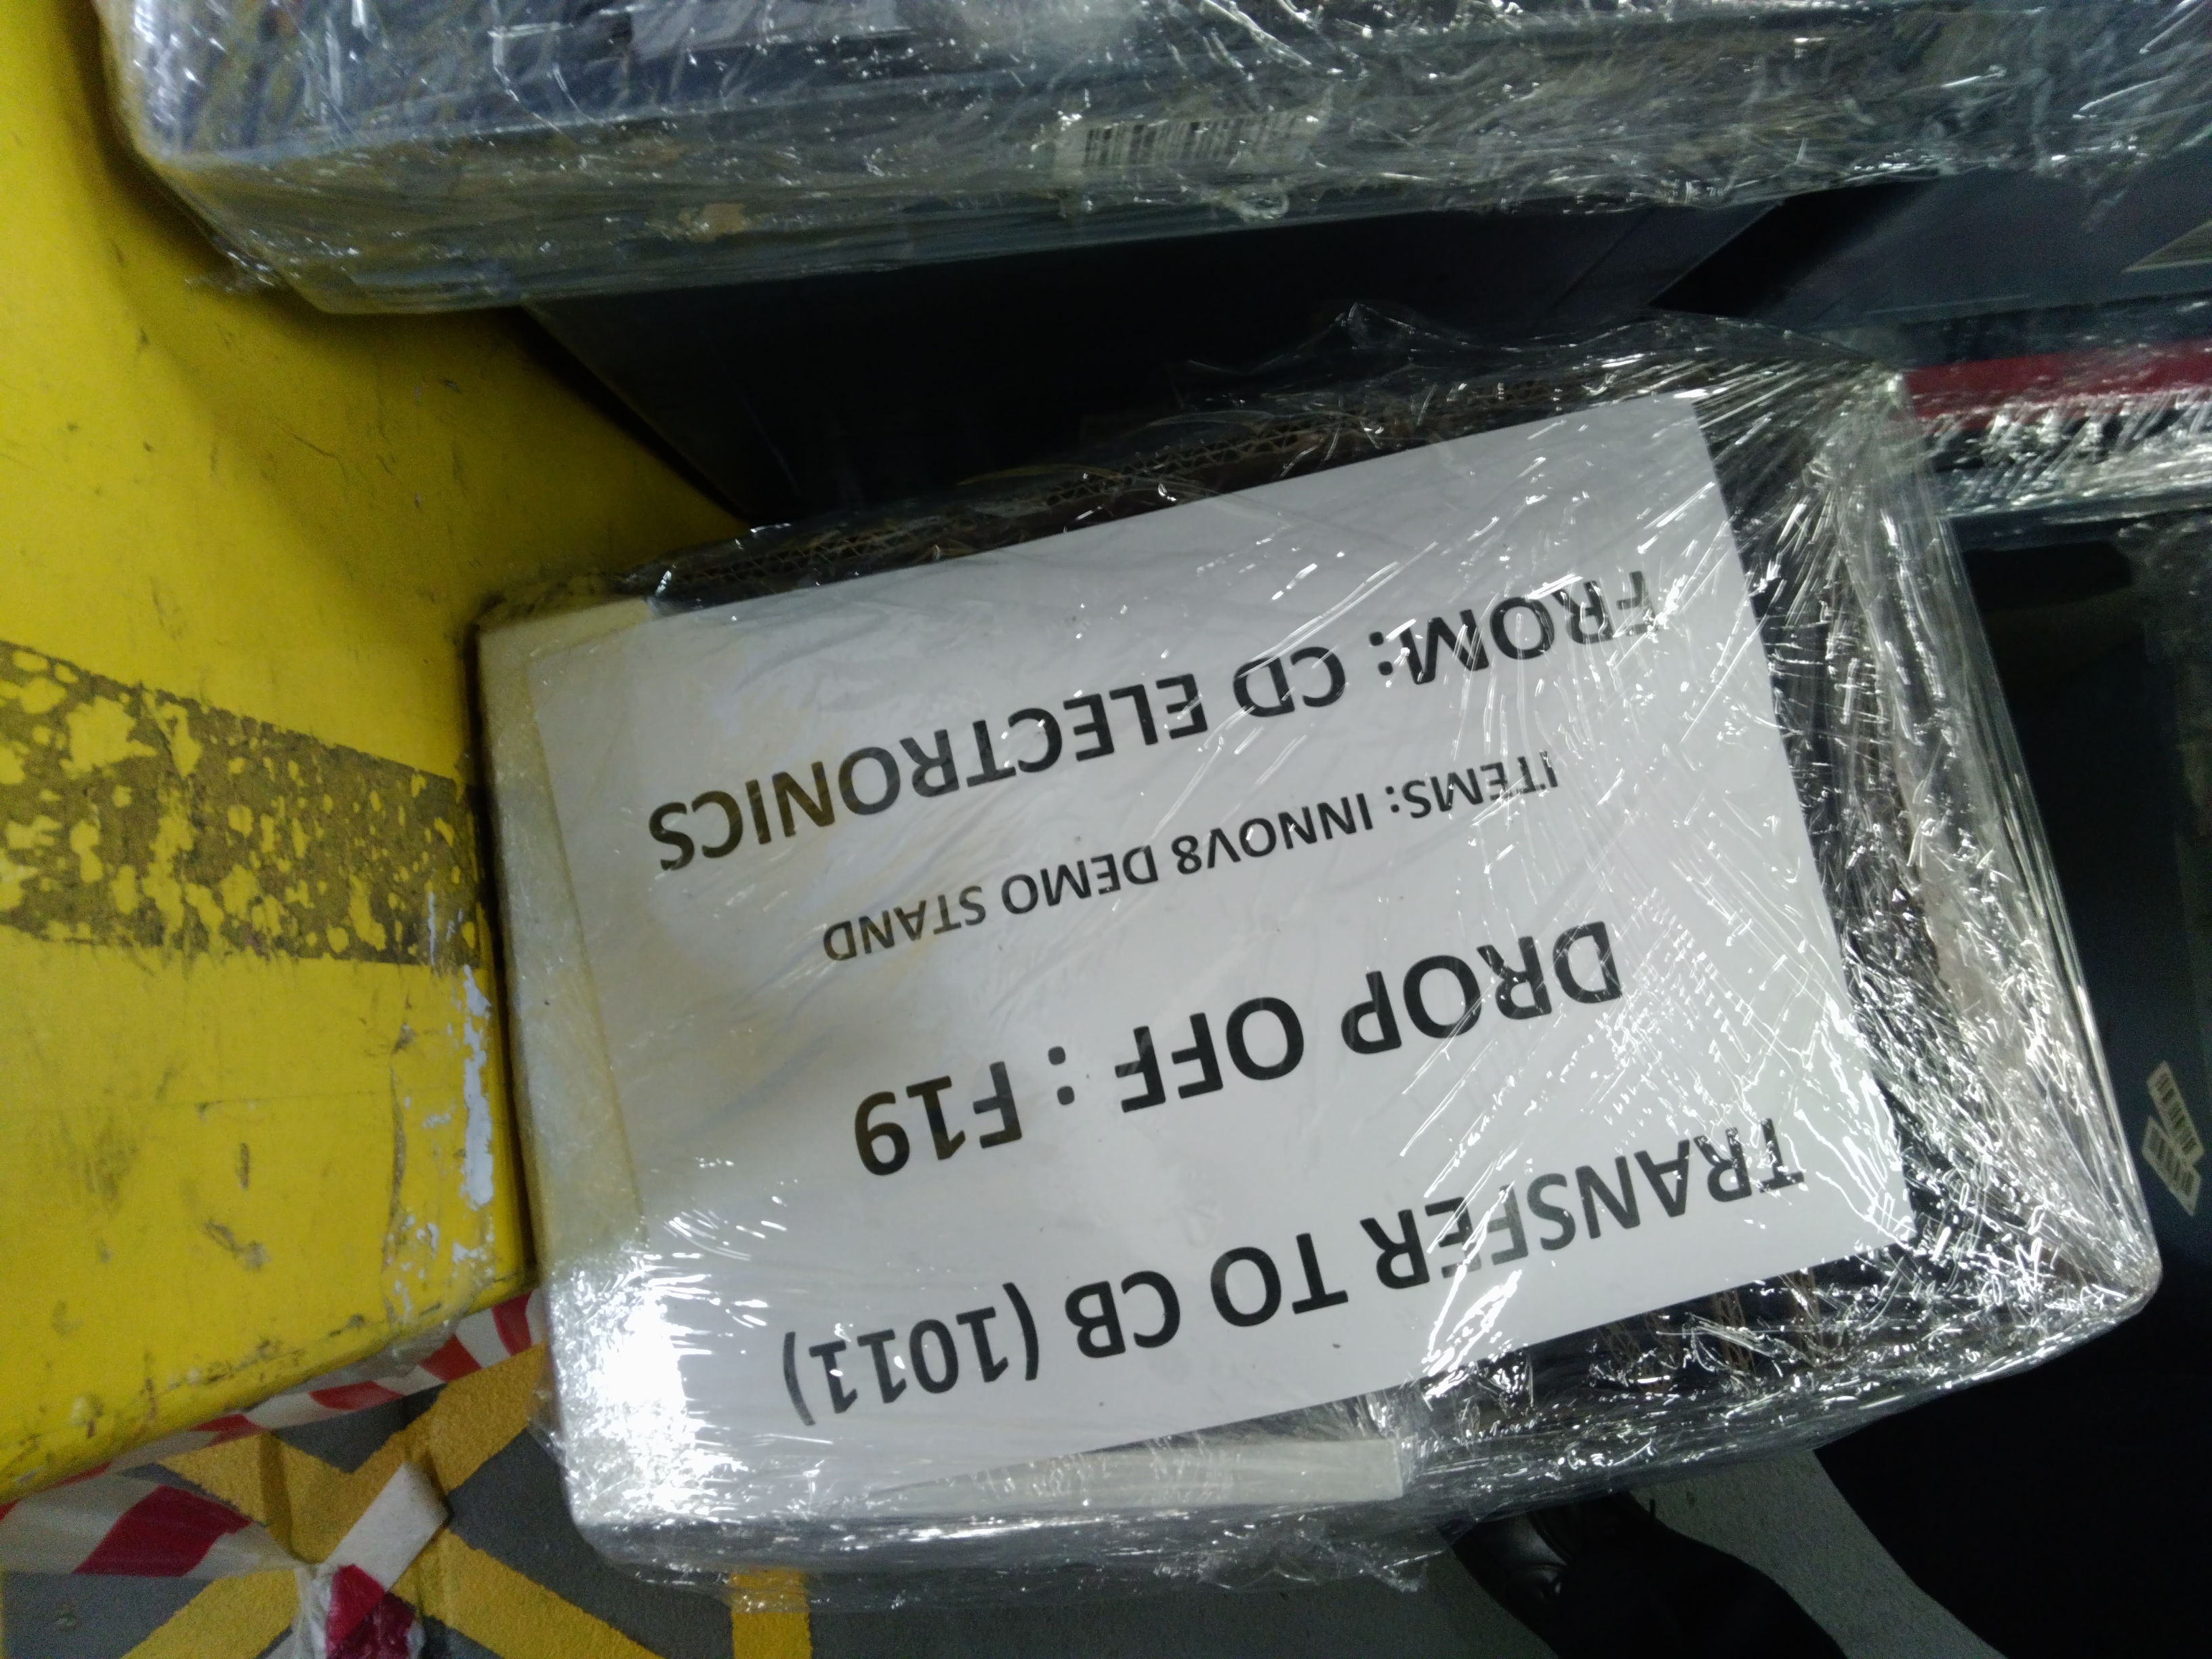 TRANSFER TO CB (1011)
DROP OFF : F19
ITEMS: INNOV8 DEMO STAND
FROM: CD ELECTRONICS